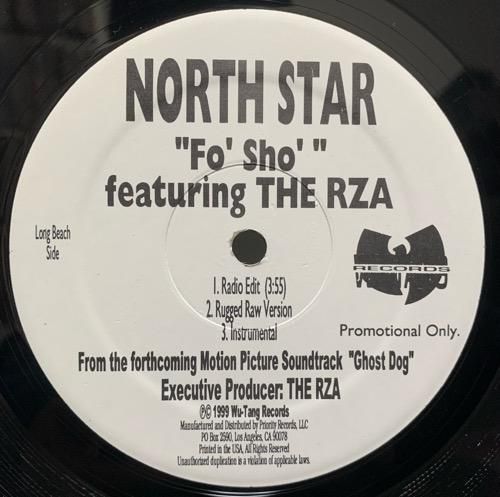 NORTH STAR
"Fo' Sho' "
featuring THE RZA
Long Beach
Side
RECORDS
1. Radio Edit (3:55)
2. Rugged Raw Version
3. Instrumental
Promotional Only.
From the forthcoming Motion Picture Soundtrack "Ghost Dog"
Executive Producer: THE RZA
℗© 1999 Wu-Tang Records
Manufactured and Distributed by Priority Records, LLC
PO Box 2590, Los Angeles, CA 90078
Printed in the USA, All Rights Reserved
Unauthorized duplication is a violation of applicable laws.